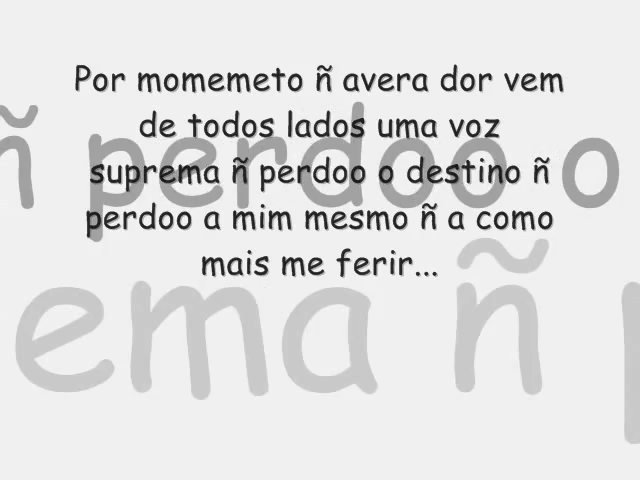 Por momemeto ñ avera dor vem
de todos lados uma voz
suprema ñ perdoo o destino ñ
perdoo a mim mesmo ñ a como
mais me ferir...
ñ perdoo o
ema ñ p